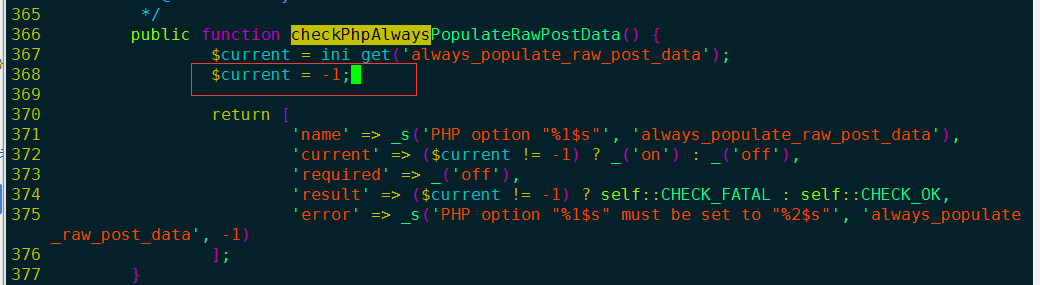 365 */
366 public function checkPhpAlwaysPopulateRawPostData() {
367 $current = ini_get('always_populate_raw_post_data');
368 $current = -1;
369
370 return [
371 'name' => _s('PHP option "%1$s"', 'always_populate_raw_post_data'),
372 'current' => ($current != -1) ? _('on') : _('off'),
373 'required' => _('off'),
374 'result' => ($current != -1) ? self::CHECK_FATAL : self::CHECK_OK,
375 'error' => _s('PHP option "%1$s" must be set to "%2$s"', 'always_populate
_raw_post_data', -1)
376 ];
377 }